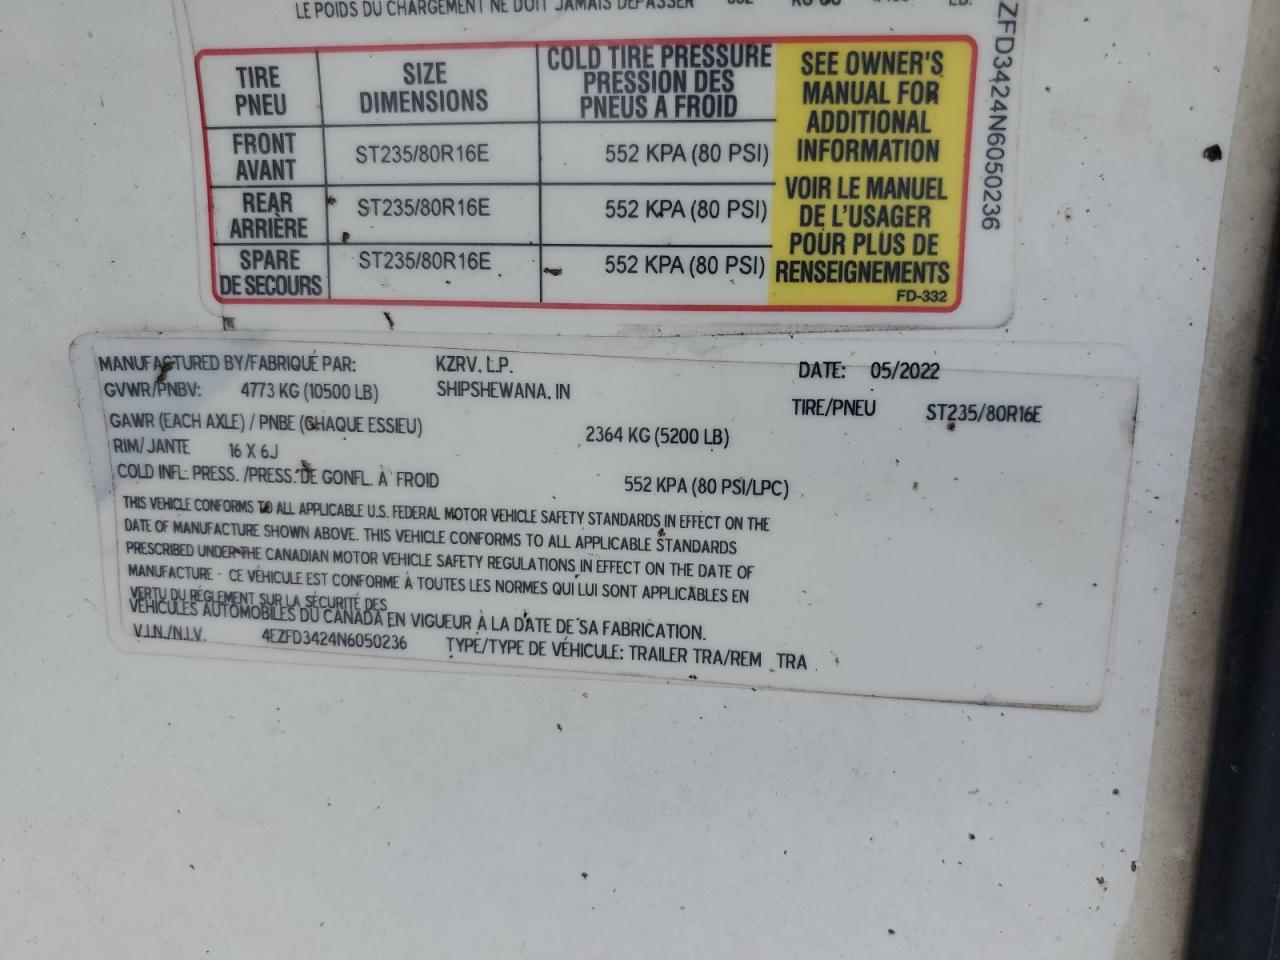 LE POIDS DU CHARGEMENT NE DOIT JAMAIS DÉPASSER
TIRE
PNEU
SIZE
DIMENSIONS
COLD TIRE PRESSURE
PRESSION DES
PNEUS A FROID
FRONT
AVANT
ST235/80R16E
552 KPA (80 PSI)
REAR
ARRIÈRE
ST235/80R16E
552 KPA (80 PSI)
SPARE
DE SECOURS
ST235/80R16E
552 KPA (80 PSI)
SEE OWNER'S
MANUAL FOR
ADDITIONAL
INFORMATION
VOIR LE MANUEL
DE L'USAGER
POUR PLUS DE
RENSEIGNEMENTS
FD-332
ZFD3424N6050236
MANUFACTURED BY/FABRIQUÉ PAR: KZRV, L.P. DATE: 05/2022
GVWR/PNBV: 4773 KG (10500 LB) SHIPSHEWANA, IN TIRE/PNEU ST235/80R16E
GAWR (EACH AXLE) / PNBE (CHAQUE ESSIEU) 2364 KG (5200 LB)
RIM/JANTE 16 X 6J
COLD INFL. PRESS. /PRESS. DE GONFL. À FROID 552 KPA (80 PSI/LPC)
THIS VEHICLE CONFORMS TO ALL APPLICABLE U.S. FEDERAL MOTOR VEHICLE SAFETY STANDARDS IN EFFECT ON THE
DATE OF MANUFACTURE SHOWN ABOVE. THIS VEHICLE CONFORMS TO ALL APPLICABLE STANDARDS
PRESCRIBED UNDER THE CANADIAN MOTOR VEHICLE SAFETY REGULATIONS IN EFFECT ON THE DATE OF
MANUFACTURE - CE VÉHICULE EST CONFORME À TOUTES LES NORMES QUI LUI SONT APPLICABLES EN
VERTU DU RÉGLEMENT SUR LA SÉCURITÉ DES
VÉHICULES AUTOMOBILES DU CANADA EN VIGUEUR À LA DATE DE SA FABRICATION.
V.I.N./N.I.V. 4EZFD3424N6050236 TYPE/TYPE DE VÉHICULE: TRAILER TRA/REM TRA